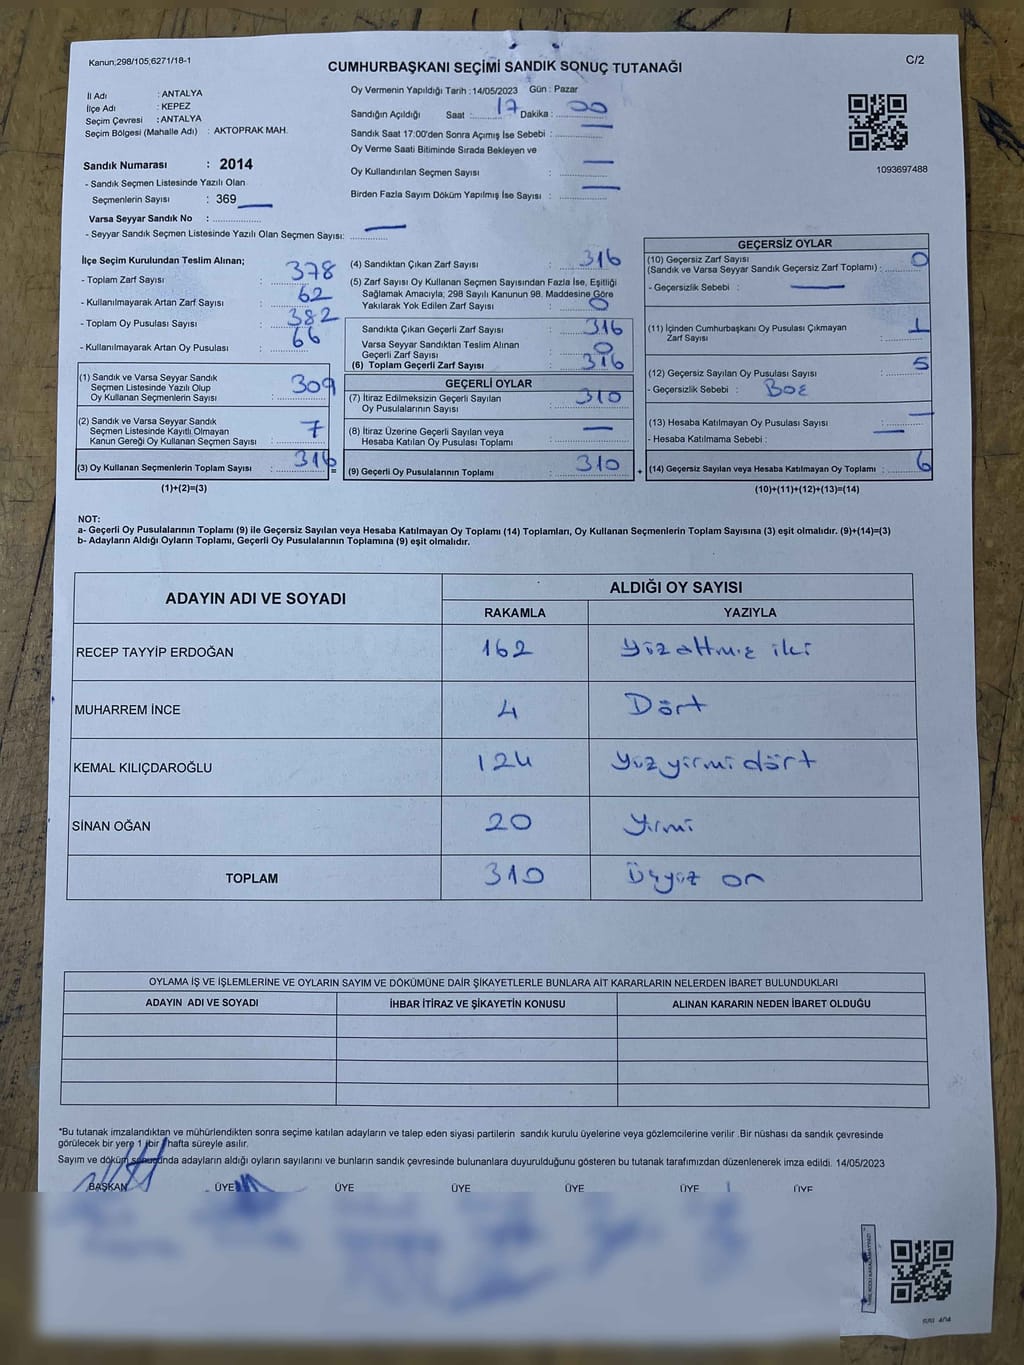 Kanun,298/105,6271/18-1
C/2
CUMHURBAŞKANI SEÇİMİ SANDIK SONUÇ TUTANAĞI
İl Adı : ANTALYA
İlçe Adı : KEPEZ
Seçim Çevresi : ANTALYA
Seçim Bölgesi (Mahalle Adı) : AKTOPRAK MAH.
Sandık Numarası : 2014
- Sandık Seçmen Listesinde Yazılı Olan
Seçmenlerin Sayısı : 369
Varsa Seyyar Sandık No :
- Seyyar Sandık Seçmen Listesinde Yazılı Olan Seçmen Sayısı:
Oy Vermenin Yapıldığı Tarih :14/05/2023 Gün : Pazar
Sandığın Açıldığı Saat : 17 Dakika : 00
Sandık Saat 17:00'den Sonra Açımış İse Sebebi :
Oy Verme Saati Bitiminde Sırada Bekleyen ve
Oy Kullandırılan Seçmen Sayısı :
Birden Fazla Sayım Döküm Yapılmış İse Sayısı :
1093697488
İlçe Seçim Kurulundan Teslim Alınan;
- Toplam Zarf Sayısı : 378
- Kullanılmayarak Artan Zarf Sayısı : 62
- Toplam Oy Pusulası Sayısı : 382
- Kullanılmayarak Artan Oy Pusulası : 66
(1) Sandık ve Varsa Seyyar Sandık
Seçmen Listesinde Yazılı Olup
Oy Kullanan Seçmenlerin Sayısı : 309
(2) Sandık ve Varsa Seyyar Sandık
Seçmen Listesinde Kayıtlı Olmayan
Kanun Gereği Oy Kullanan Seçmen Sayısı : 7
(3) Oy Kullanan Seçmenlerin Toplam Sayısı : 316
(1)+(2)=(3)
(4) Sandıktan Çıkan Zarf Sayısı : 316
(5) Zarf Sayısı Oy Kullanan Seçmen Sayısından Fazla İse, Eşitliği
Sağlamak Amacıyla; 298 Sayılı Kanunun 98. Maddesine Göre
Yakılarak Yok Edilen Zarf Sayısı : 0
Sandıkta Çıkan Geçerli Zarf Sayısı : 316
Varsa Seyyar Sandıktan Teslim Alınan
Geçerli Zarf Sayısı : 0
(6) Toplam Geçerli Zarf Sayısı : 316
GEÇERLİ OYLAR
(7) İtiraz Edilmeksizin Geçerli Sayılan
Oy Pusulalarının Sayısı : 310
(8) İtiraz Üzerine Geçerli Sayılan veya
Hesaba Katılan Oy Pusulası Toplamı :
(9) Geçerli Oy Pusulalarının Toplamı : 310
GEÇERSİZ OYLAR
(10) Geçersiz Zarf Sayısı
(Sandık ve Varsa Seyyar Sandık Geçersiz Zarf Toplamı) : 0
- Geçersizlik Sebebi :
(11) İçinden Cumhurbaşkanı Oy Pusulası Çıkmayan
Zarf Sayısı : 1
(12) Geçersiz Sayılan Oy Pusulası Sayısı : 5
- Geçersizlik Sebebi : BOE
(13) Hesaba Katılmayan Oy Pusulası Sayısı :
- Hesaba Katılmama Sebebi :
(14) Geçersiz Sayılan veya Hesaba Katılmayan Oy Toplamı : 6
(10)+(11)+(12)+(13)=(14)
NOT:
a- Geçerli Oy Pusulalarının Toplamı (9) ile Geçersiz Sayılan veya Hesaba Katılmayan Oy Toplamı (14) Toplamları, Oy Kullanan Seçmenlerin Toplam Sayısına (3) eşit olmalıdır. (9)+(14)=(3)
b- Adayların Aldığı Oyların Toplamı, Geçerli Oy Pusulalarının Toplamına (9) eşit olmalıdır.
ADAYIN ADI VE SOYADI ALDIĞI OY SAYISI
RAKAMLA YAZIYLA
RECEP TAYYİP ERDOĞAN 162 Yüz altmış iki
MUHARREM İNCE 4 Dört
KEMAL KILIÇDAROĞLU 124 Yüz yirmi dört
SİNAN OĞAN 20 Yirmi
TOPLAM 310 Üçyüz on
OYLAMA İŞ VE İŞLEMLERİNE VE OYLARIN SAYIM VE DÖKÜMÜNE DAİR ŞİKAYETLERLE BUNLARA AİT KARARLARIN NELERDEN İBARET BULUNDUKLARI
ADAYIN ADI VE SOYADI İHBAR İTİRAZ VE ŞİKAYETİN KONUSU ALINAN KARARIN NEDEN İBARET OLDUĞU
*Bu tutanak imzalandıktan ve mühürlendikten sonra seçime katılan adayların ve talep eden siyasi partilerin sandık kurulu üyelerine veya gözlemcilerine verilir .Bir nüshası da sandık çevresinde
görülecek bir yere 1 (bir) hafta süreyle asılır.
Sayım ve döküm sonucunda adayların aldığı oyların sayılarını ve bunların sandık çevresinde bulunanlara duyurulduğunu gösteren bu tutanak tarafımızdan düzenlenerek imza edildi. 14/05/2023
BAŞKAN ÜYE ÜYE ÜYE ÜYE ÜYE ÜYE